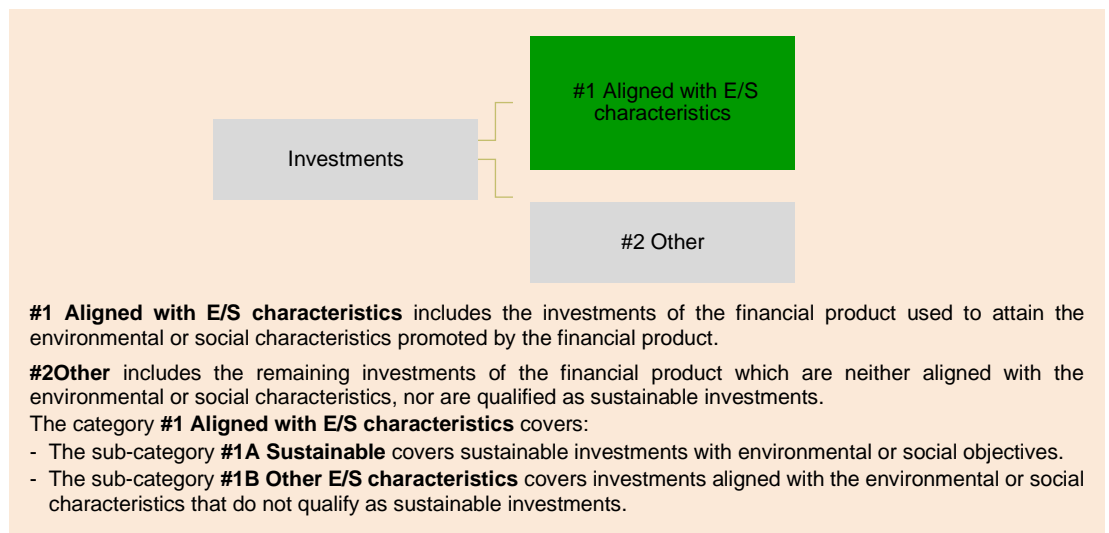 #1 Aligned with E/S
characteristics
Investments
#2 Other
#1 Aligned with E/S characteristics includes the investments of the financial product used to attain the
environmental or social characteristics promoted by the financial product.
#2Other includes the remaining investments of the financial product which are neither aligned with the
environmental or social characteristics, nor are qualified as sustainable investments.
The category #1 Aligned with E/S characteristics covers:
- The sub-category #1A Sustainable covers sustainable investments with environmental or social objectives.
- The sub-category #1B Other E/S characteristics covers investments aligned with the environmental or social
characteristics that do not qualify as sustainable investments.